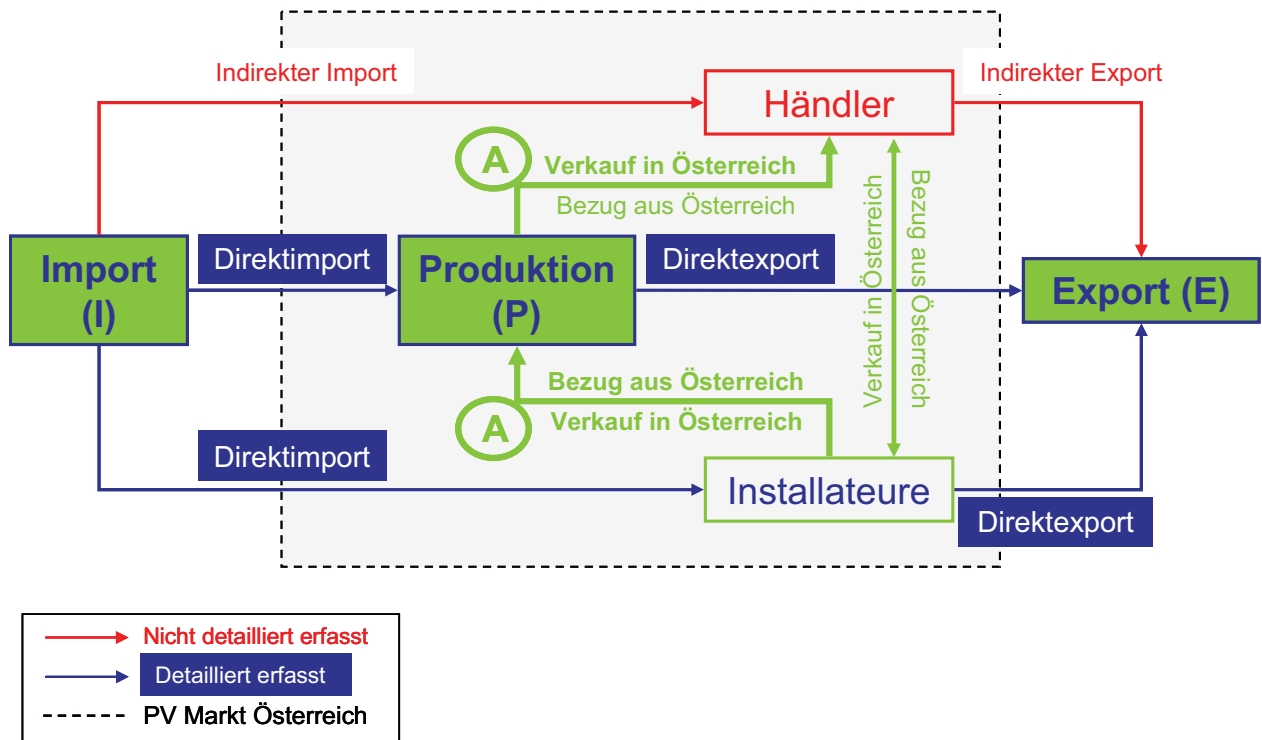 Indirekter Import
Händler
Indirekter Export
A
Verkauf in Österreich
Bezug aus Österreich
Verkauf in Österreich
Bezug aus Österreich
Import
(I)
Direktimport
Produktion
(P)
Direktexport
Export (E)
Bezug aus Österreich
A
Verkauf in Österreich
Direktimport
Installateure
Direktexport
Nicht detailliert erfasst
Detailliert erfasst
PV Markt Österreich